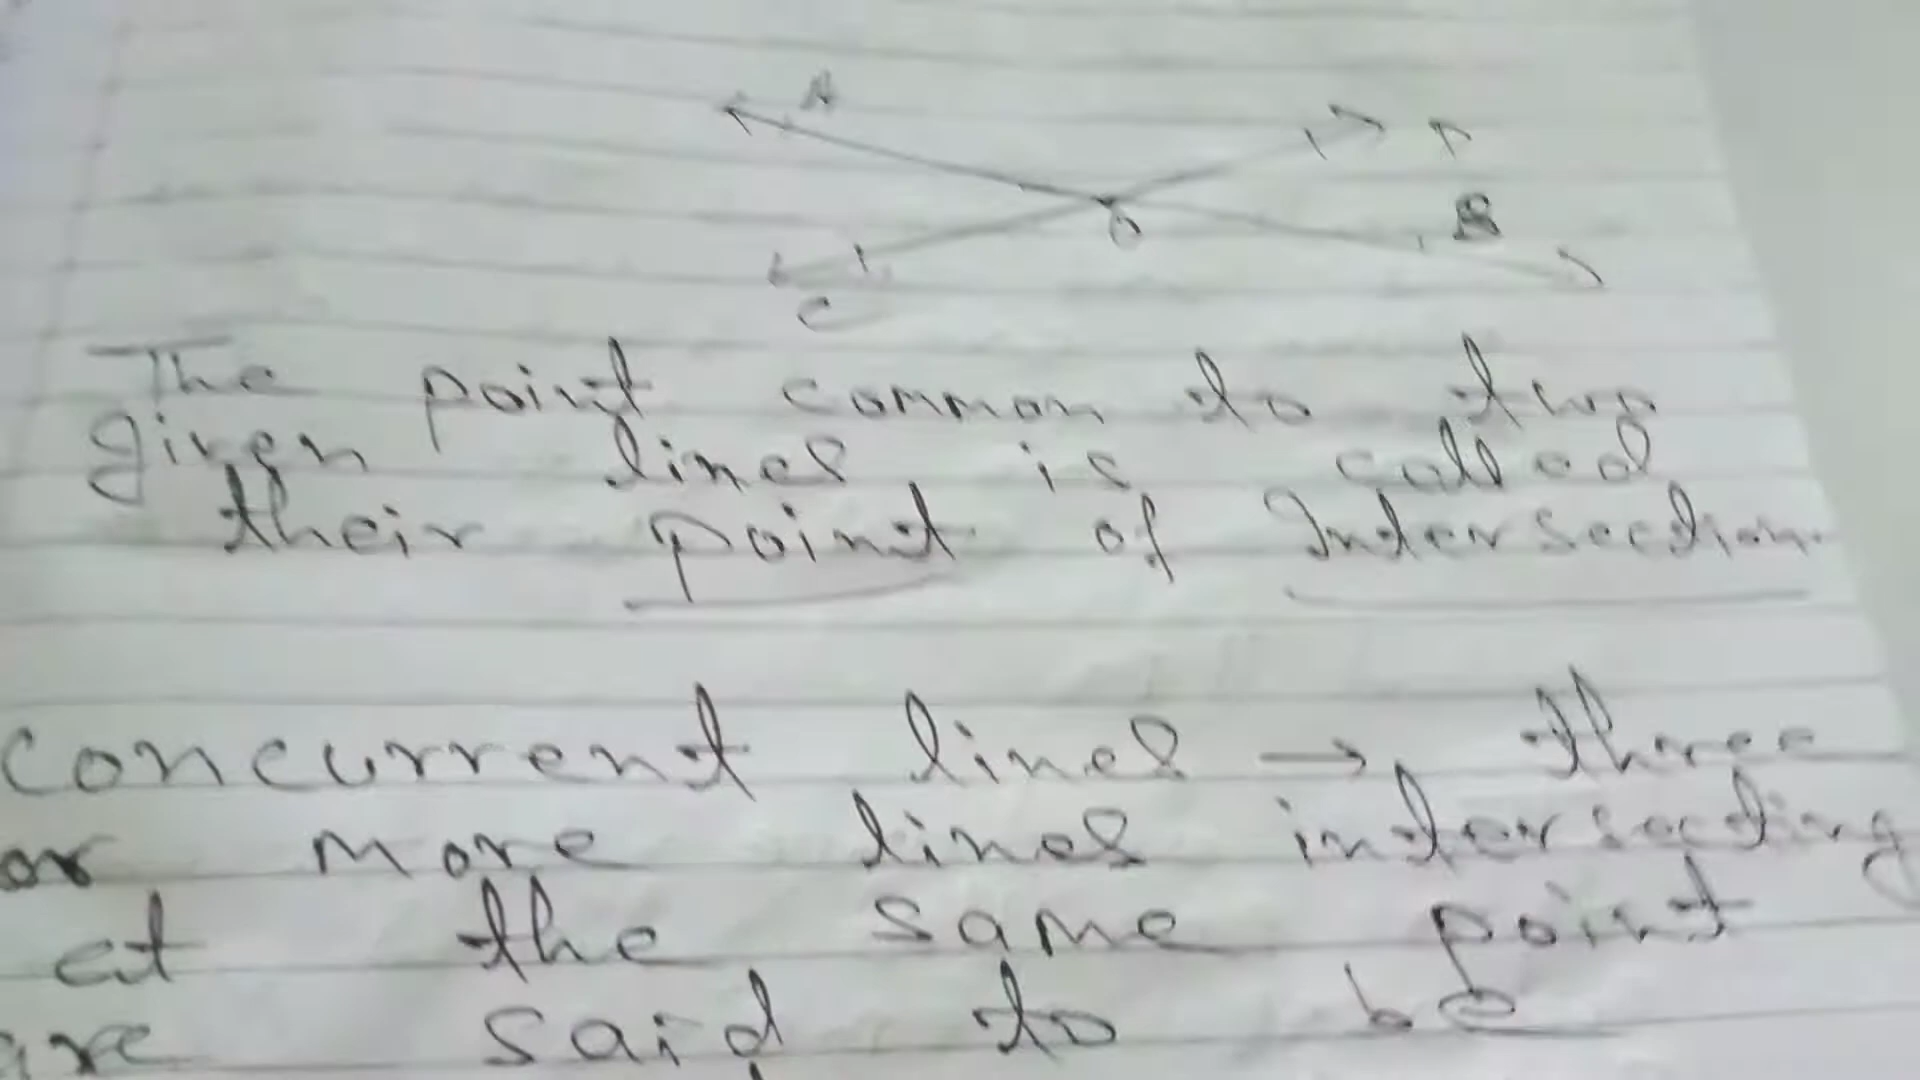 A
B
O
C
The point common to two
given lines is called
their point of Intersection.
concurrent lines → three
or more lines intersecting
at the same point
are said to be